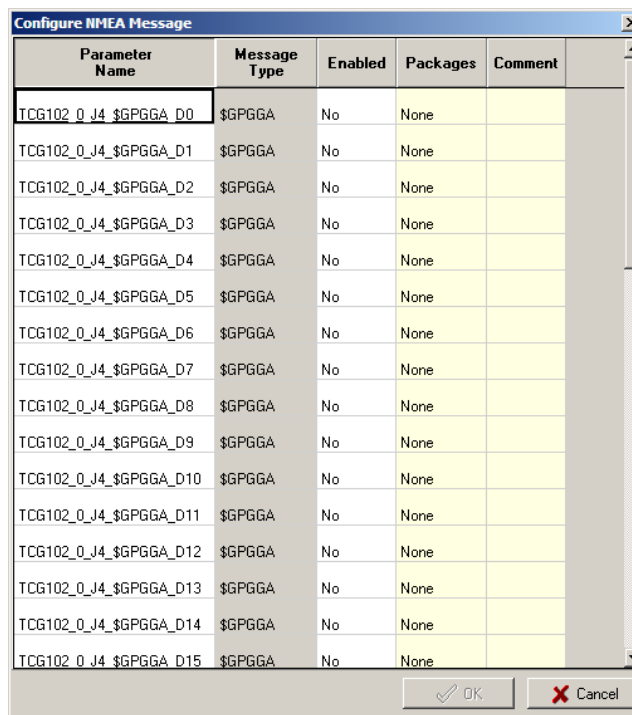 Configure NMEA Message
Parameter Name Message Type Enabled Packages Comment
TCG102_0_J4_$GPGGA_D0 $GPGGA No None
TCG102_0_J4_$GPGGA_D1 $GPGGA No None
TCG102_0_J4_$GPGGA_D2 $GPGGA No None
TCG102_0_J4_$GPGGA_D3 $GPGGA No None
TCG102_0_J4_$GPGGA_D4 $GPGGA No None
TCG102_0_J4_$GPGGA_D5 $GPGGA No None
TCG102_0_J4_$GPGGA_D6 $GPGGA No None
TCG102_0_J4_$GPGGA_D7 $GPGGA No None
TCG102_0_J4_$GPGGA_D8 $GPGGA No None
TCG102_0_J4_$GPGGA_D9 $GPGGA No None
TCG102_0_J4_$GPGGA_D10 $GPGGA No None
TCG102_0_J4_$GPGGA_D11 $GPGGA No None
TCG102_0_J4_$GPGGA_D12 $GPGGA No None
TCG102_0_J4_$GPGGA_D13 $GPGGA No None
TCG102_0_J4_$GPGGA_D14 $GPGGA No None
TCG102_0_J4_$GPGGA_D15 $GPGGA No None
OK Cancel